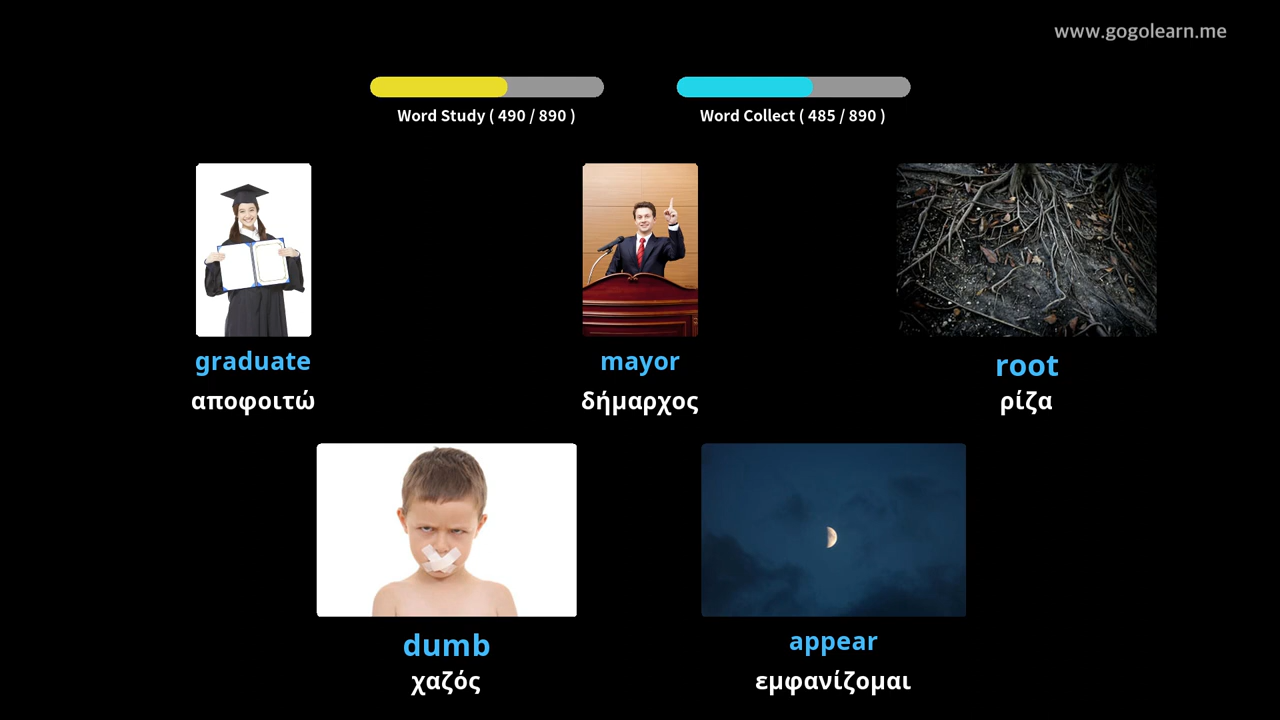 www.gogolearn.me
Word Study ( 490 / 890 )
Word Collect ( 485 / 890 )
graduate
αποφοιτώ
mayor
δήμαρχος
root
ρίζα
dumb
χαζός
appear
εμφανίζομαι